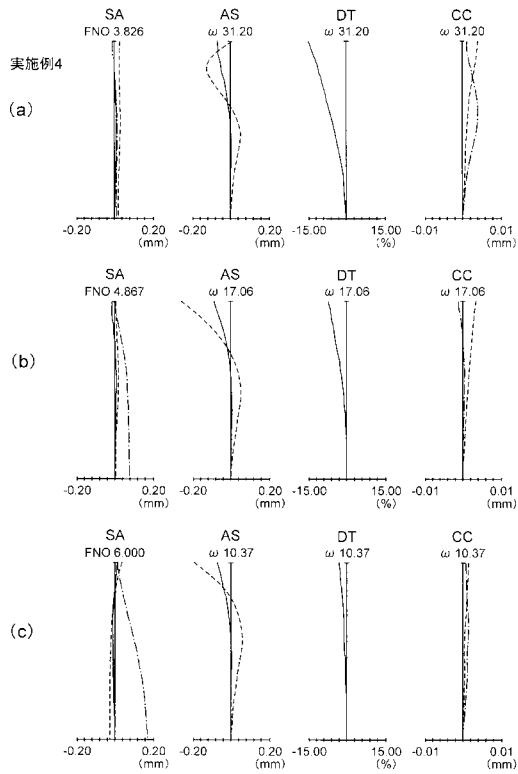 SA AS DT CC
FNO 3.826 ω 31.20 ω 31.20 ω 31.20
実施例4
(a)
-0.20 0.20 -0.20 0.20 -15.00 15.00 -0.01 0.01
(mm) (mm) (%) (mm)
SA AS DT CC
FNO 4.867 ω 17.06 ω 17.06 ω 17.06
(b)
-0.20 0.20 -0.20 0.20 -15.00 15.00 -0.01 0.01
(mm) (mm) (%) (mm)
SA AS DT CC
FNO 6.000 ω 10.37 ω 10.37 ω 10.37
(c)
-0.20 0.20 -0.20 0.20 -15.00 15.00 -0.01 0.01
(mm) (mm) (%) (mm)